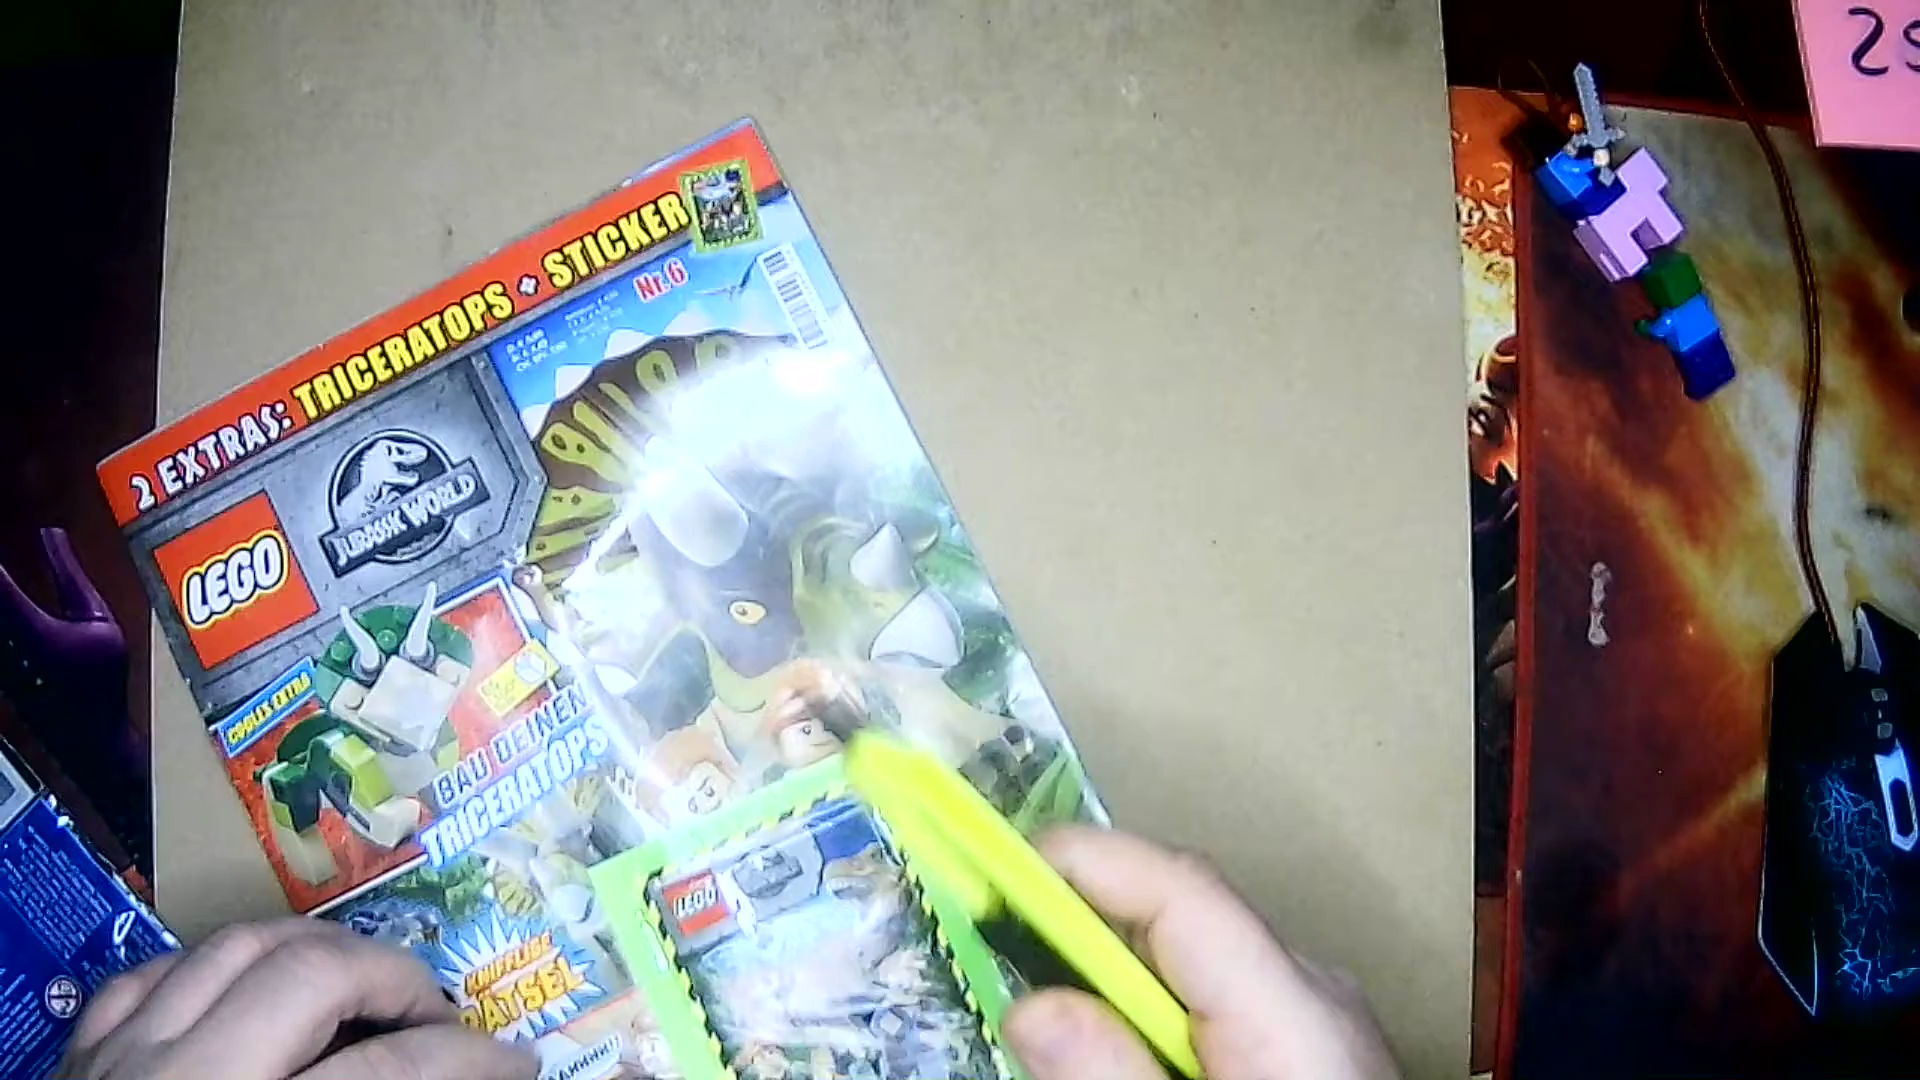 2 EXTRAS: TRICERATOPS + STICKER
Nr. 6
JURASSIC WORLD
LEGO
COOLES EXTRA
BAU DEINEN
TRICERATOPS
LEGO
KNIFFLIGE
RÄTSEL